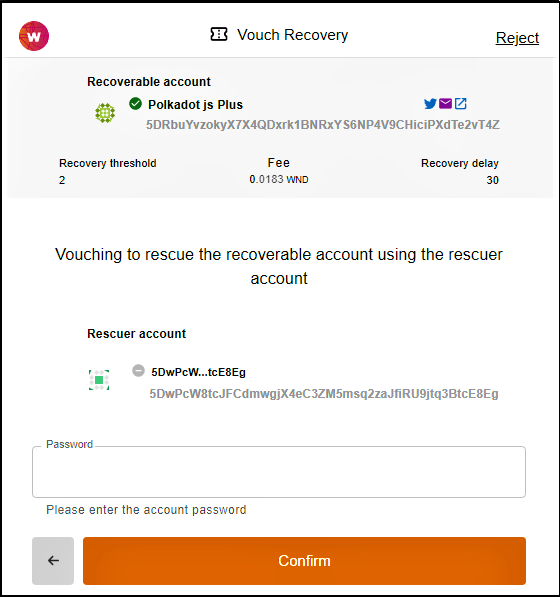 w
Vouch Recovery
Reject
Recoverable account
Polkadot js Plus
5DRbuYvzokyX7X4QDxrk1BNRxYS6NP4V9CHiciPXdTe2vT4Z
Recovery threshold Fee Recovery delay
2 0.0183 WND 30
Vouching to rescue the recoverable account using the rescuer
account
Rescuer account
5DwPcW...tcE8Eg
5DwPcW8tcJFCdmwgjX4eC3ZM5msq2zaJfiRU9jtq3BtcE8Eg
Password
Please enter the account password
Confirm